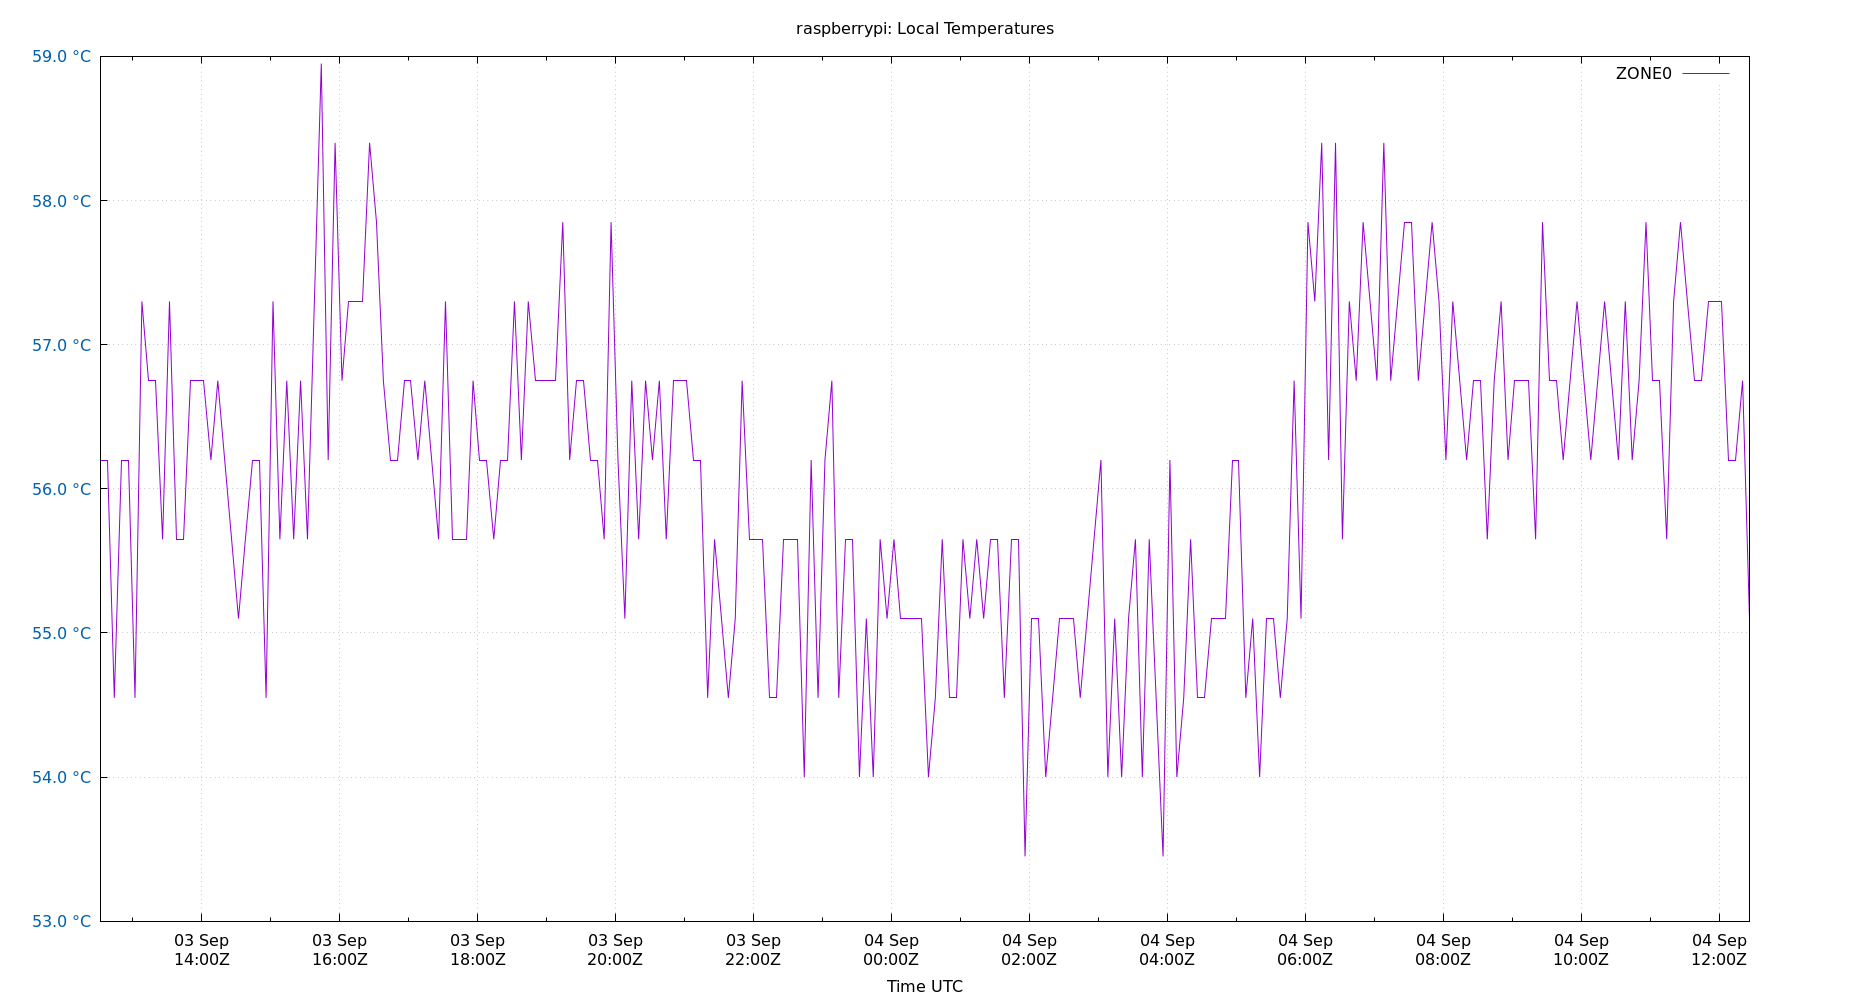 raspberrypi: Local Temperatures
59.0 °C
58.0 °C
57.0 °C
56.0 °C
55.0 °C
54.0 °C
53.0 °C
ZONE0
03 Sep 03 Sep 03 Sep 03 Sep 03 Sep 04 Sep 04 Sep 04 Sep 04 Sep 04 Sep 04 Sep 04 Sep
14:00Z 16:00Z 18:00Z 20:00Z 22:00Z 00:00Z 02:00Z 04:00Z 06:00Z 08:00Z 10:00Z 12:00Z
Time UTC